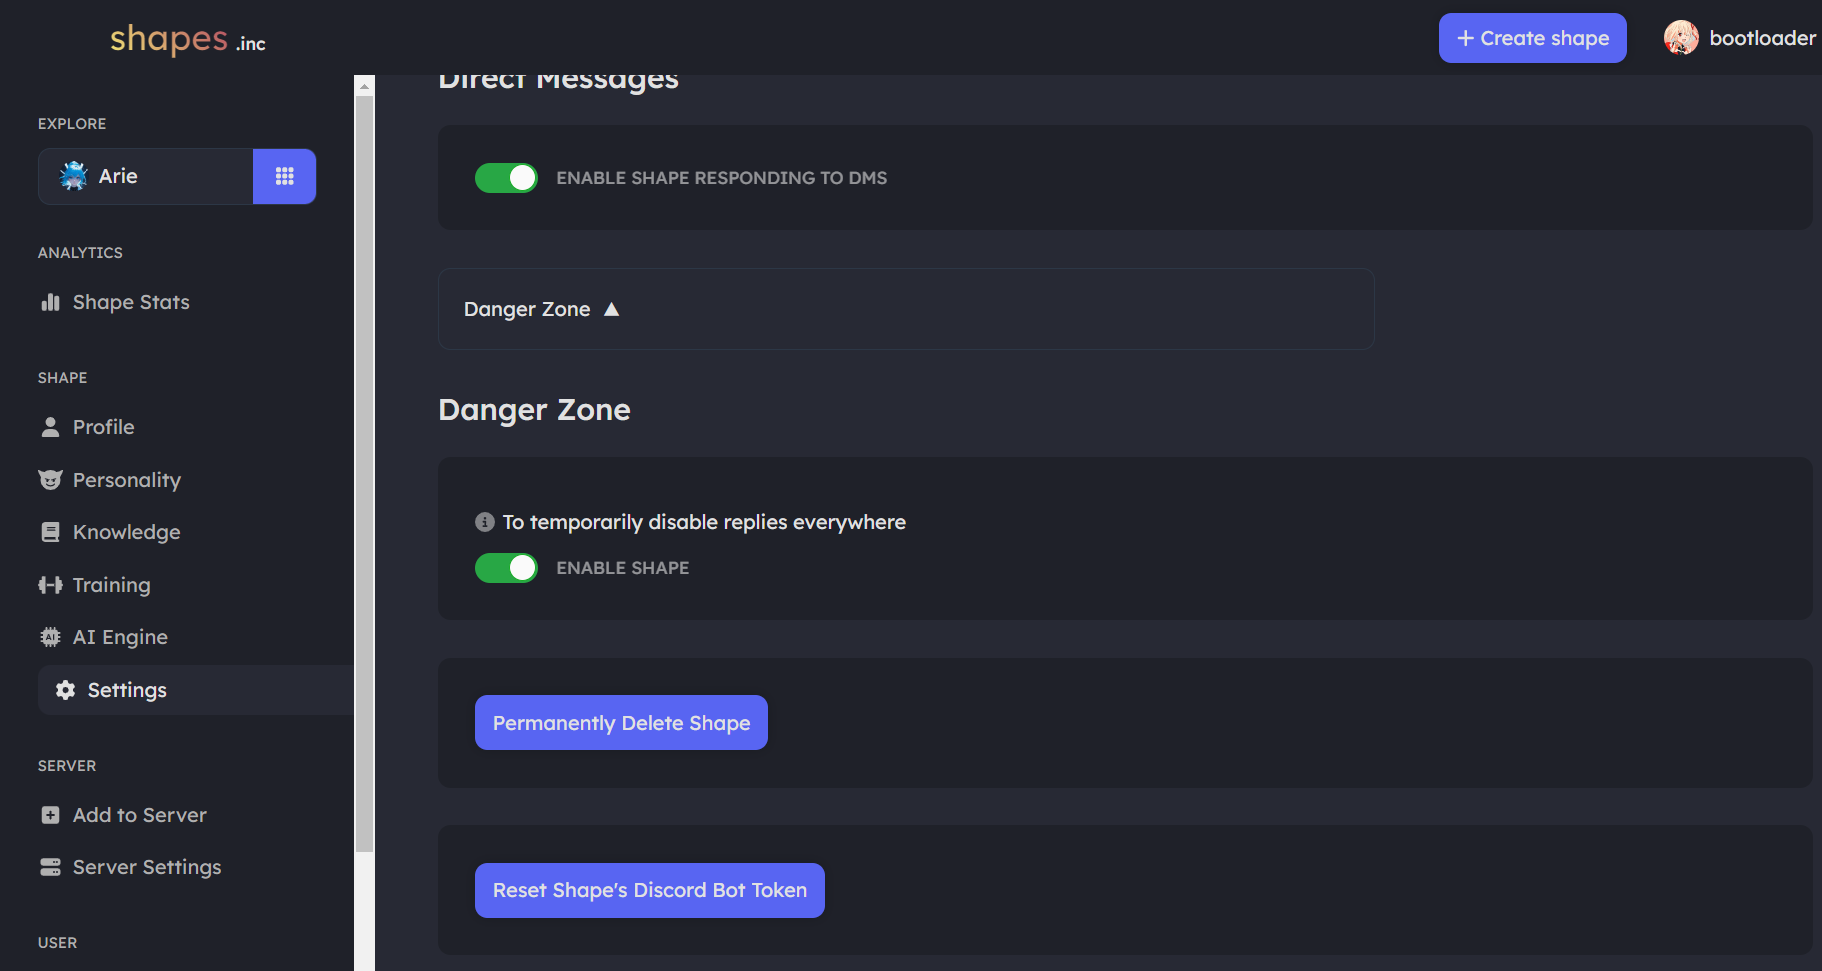 shapes .inc
+ Create shape
bootloader
EXPLORE
Arie
ANALYTICS
Shape Stats
SHAPE
Profile
Personality
Knowledge
Training
AI Engine
Settings
SERVER
Add to Server
Server Settings
USER
Direct Messages
ENABLE SHAPE RESPONDING TO DMS
Danger Zone ▲
Danger Zone
To temporarily disable replies everywhere
ENABLE SHAPE
Permanently Delete Shape
Reset Shape's Discord Bot Token